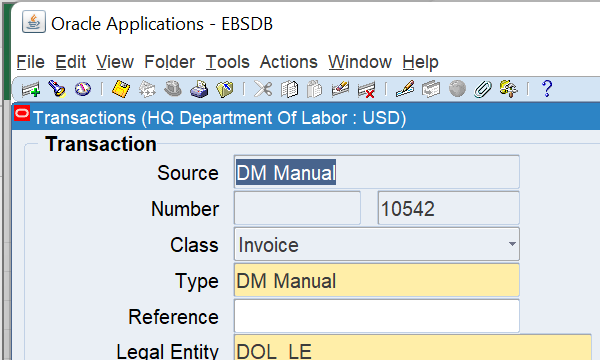 Oracle Applications - EBSDB
File Edit View Folder Tools Actions Window Help
Transactions (HQ Department Of Labor : USD)
Transaction
Source DM Manual
Number 10542
Class Invoice
Type DM Manual
Reference
Legal Entity DOL_LE